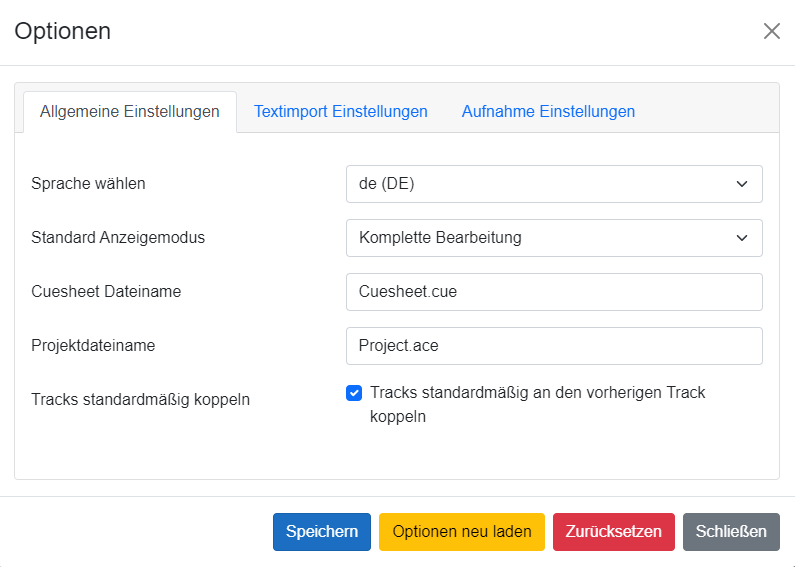 Optionen
Allgemeine Einstellungen Textimport Einstellungen Aufnahme Einstellungen
Sprache wählen de (DE)
Standard Anzeigemodus Komplette Bearbeitung
Cuesheet Dateiname Cuesheet.cue
Projektdateiname Project.ace
Tracks standardmäßig koppeln Tracks standardmäßig an den vorherigen Track
koppeln
Speichern Optionen neu laden Zurücksetzen Schließen